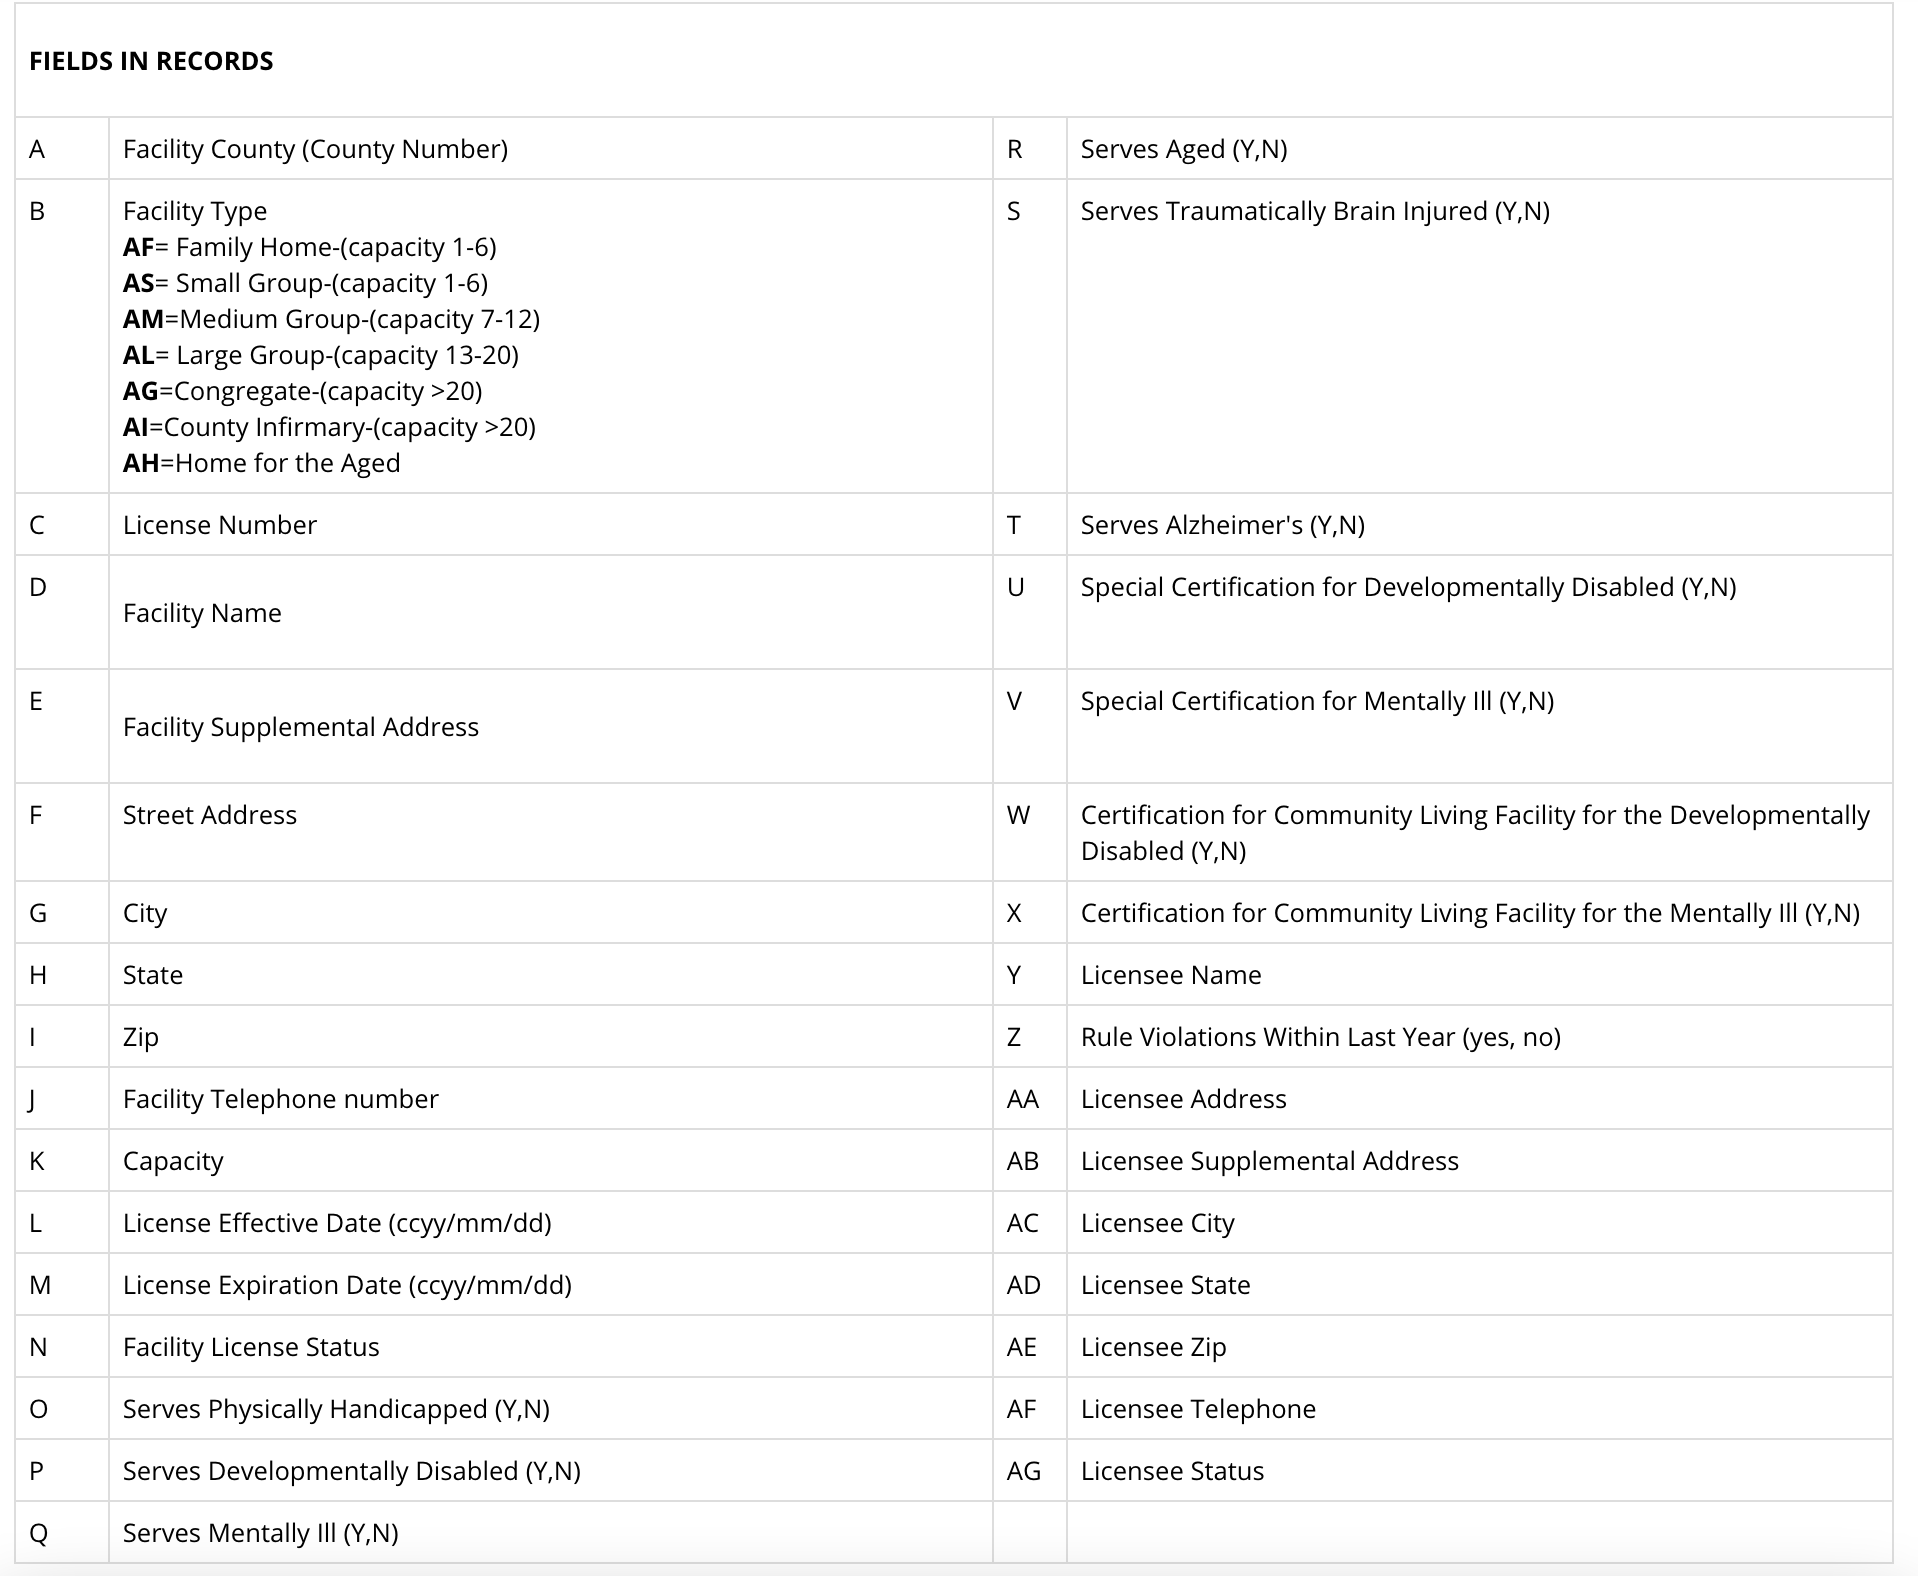 FIELDS IN RECORDS
A Facility County (County Number) R Serves Aged (Y,N)
B Facility Type S Serves Traumatically Brain Injured (Y,N)
AF= Family Home-(capacity 1-6)
AS= Small Group-(capacity 1-6)
AM=Medium Group-(capacity 7-12)
AL= Large Group-(capacity 13-20)
AG=Congregate-(capacity >20)
AI=County Infirmary-(capacity >20)
AH=Home for the Aged
C License Number T Serves Alzheimer's (Y,N)
D Facility Name U Special Certification for Developmentally Disabled (Y,N)
E Facility Supplemental Address V Special Certification for Mentally Ill (Y,N)
F Street Address W Certification for Community Living Facility for the Developmentally
Disabled (Y,N)
G City X Certification for Community Living Facility for the Mentally Ill (Y,N)
H State Y Licensee Name
I Zip Z Rule Violations Within Last Year (yes, no)
J Facility Telephone number AA Licensee Address
K Capacity AB Licensee Supplemental Address
L License Effective Date (ccyy/mm/dd) AC Licensee City
M License Expiration Date (ccyy/mm/dd) AD Licensee State
N Facility License Status AE Licensee Zip
O Serves Physically Handicapped (Y,N) AF Licensee Telephone
P Serves Developmentally Disabled (Y,N) AG Licensee Status
Q Serves Mentally Ill (Y,N)